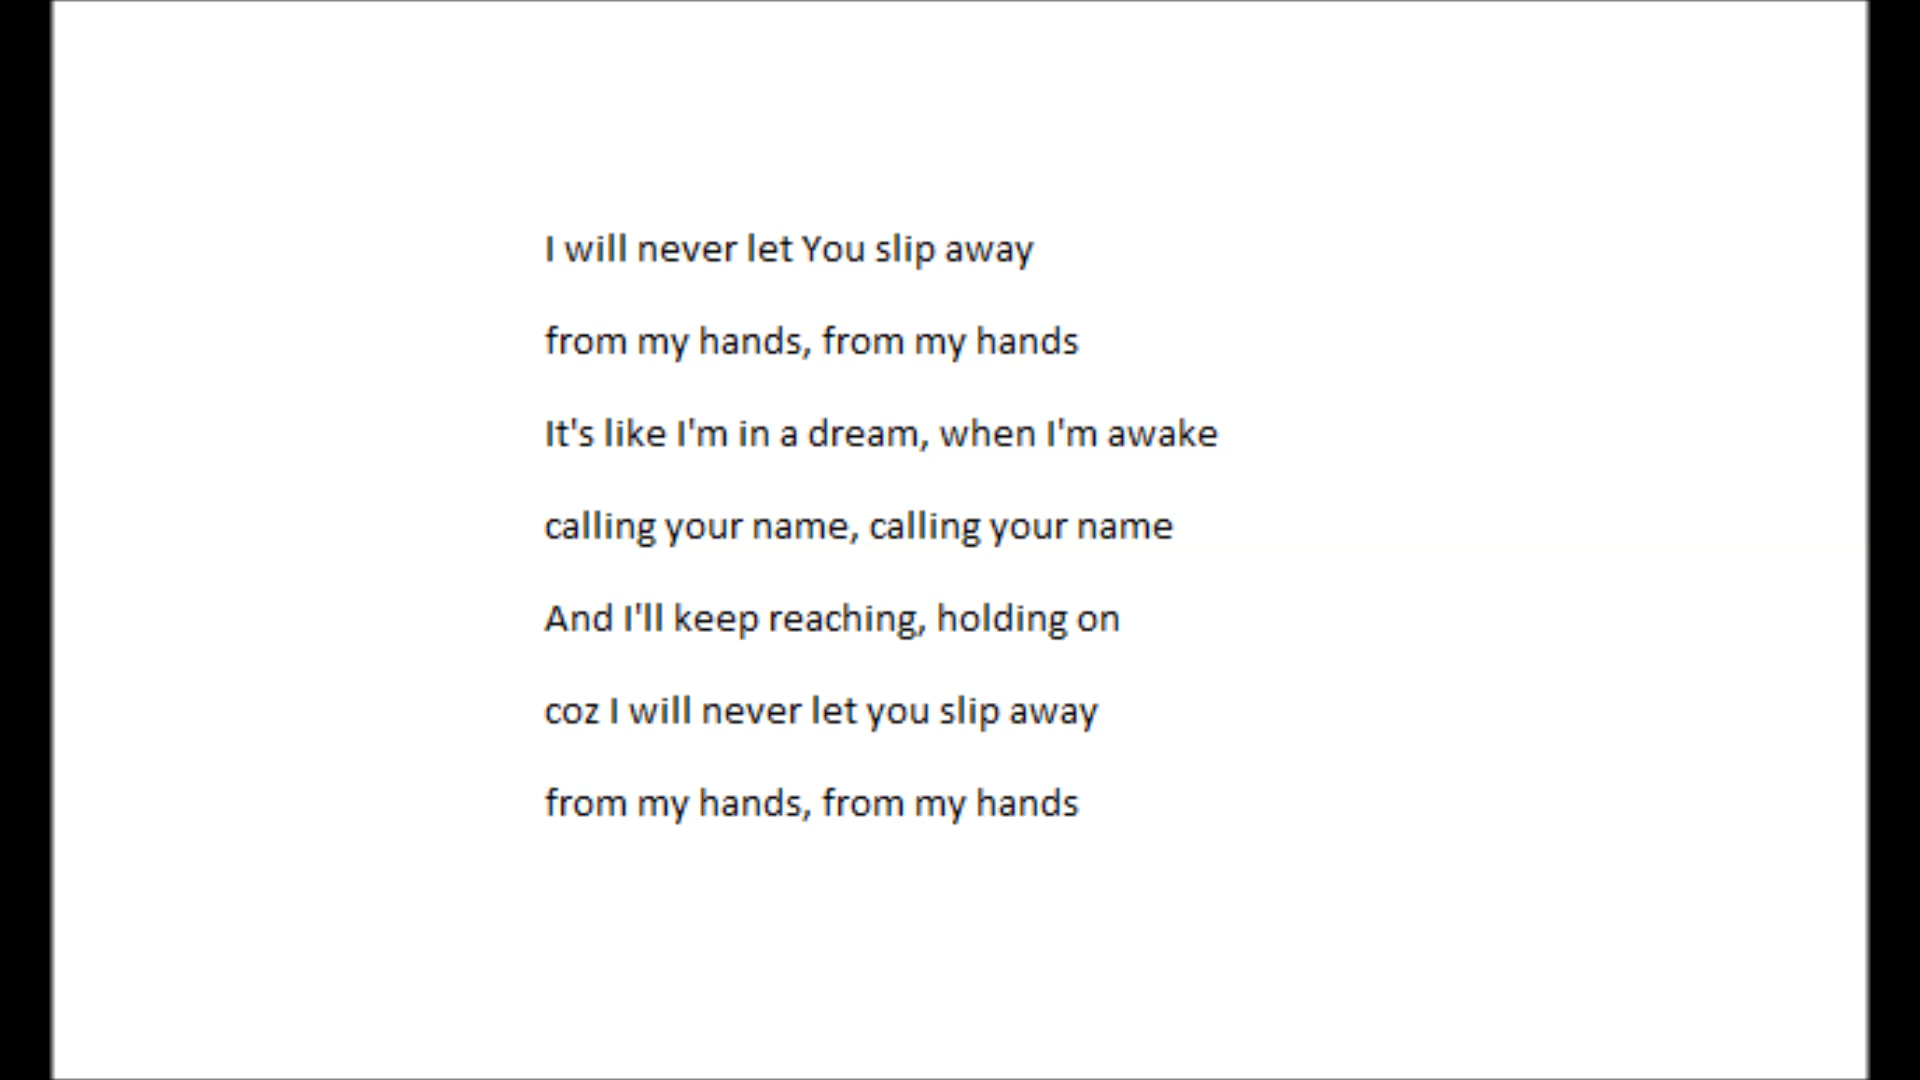 I will never let You slip away
from my hands, from my hands
It's like I'm in a dream, when I'm awake
calling your name, calling your name
And I'll keep reaching, holding on
coz I will never let you slip away
from my hands, from my hands